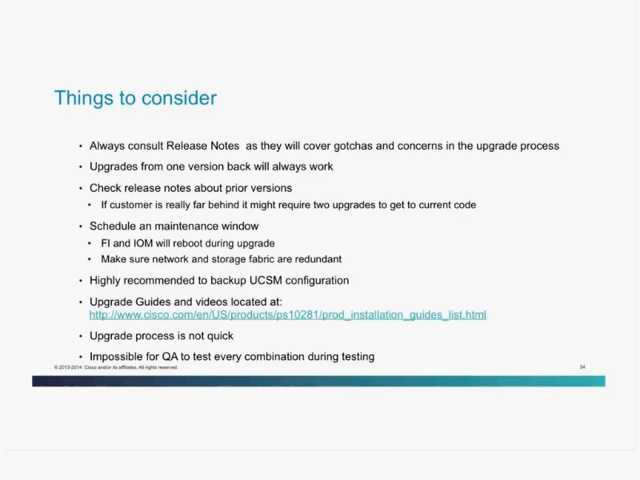 Things to consider
• Always consult Release Notes as they will cover gotchas and concerns in the upgrade process
• Upgrades from one version back will always work
• Check release notes about prior versions
• If customer is really far behind it might require two upgrades to get to current code
• Schedule an maintenance window
• FI and IOM will reboot during upgrade
• Make sure network and storage fabric are redundant
• Highly recommended to backup UCSM configuration
• Upgrade Guides and videos located at:
http://www.cisco.com/en/US/products/ps10281/prod_installation_guides_list.html
• Upgrade process is not quick
• Impossible for QA to test every combination during testing
© 2013-2014 Cisco and/or its affiliates. All rights reserved.
54